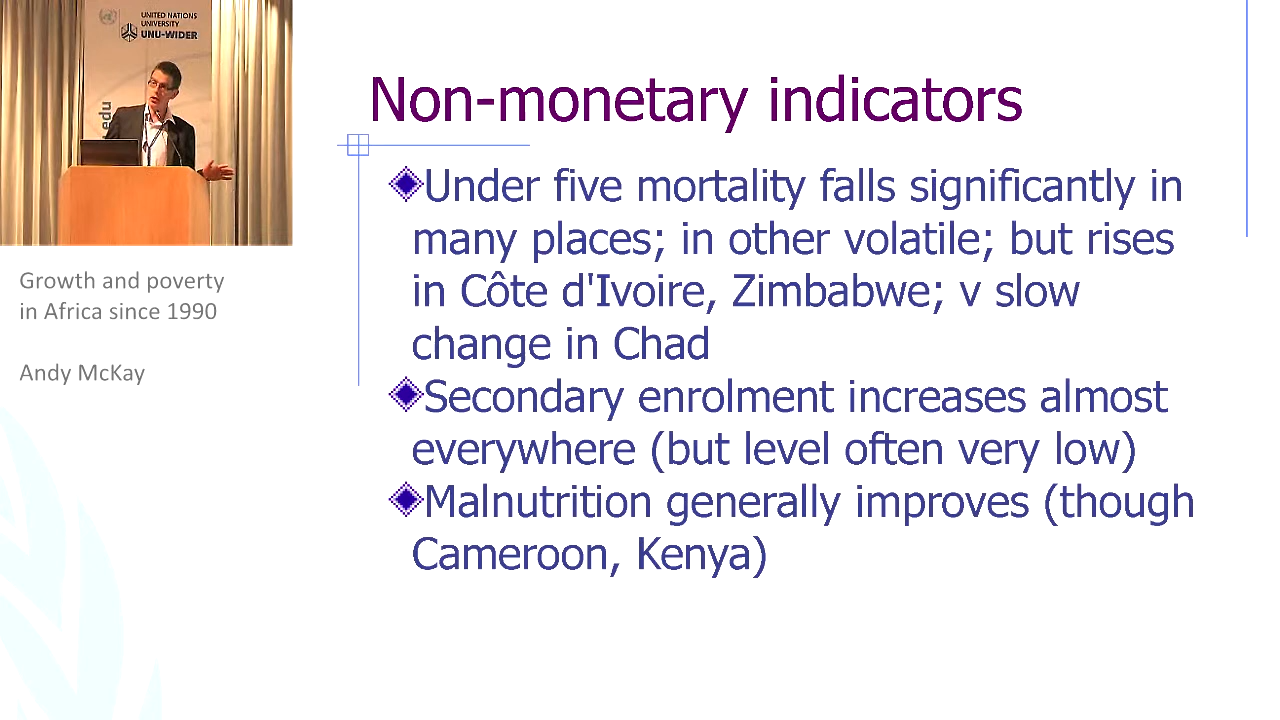 UNITED NATIONS
UNIVERSITY
UNU-WIDER
.edu
Growth and poverty
in Africa since 1990
Andy McKay
Non-monetary indicators
Under five mortality falls significantly in
many places; in other volatile; but rises
in Côte d'Ivoire, Zimbabwe; v slow
change in Chad
Secondary enrolment increases almost
everywhere (but level often very low)
Malnutrition generally improves (though
Cameroon, Kenya)